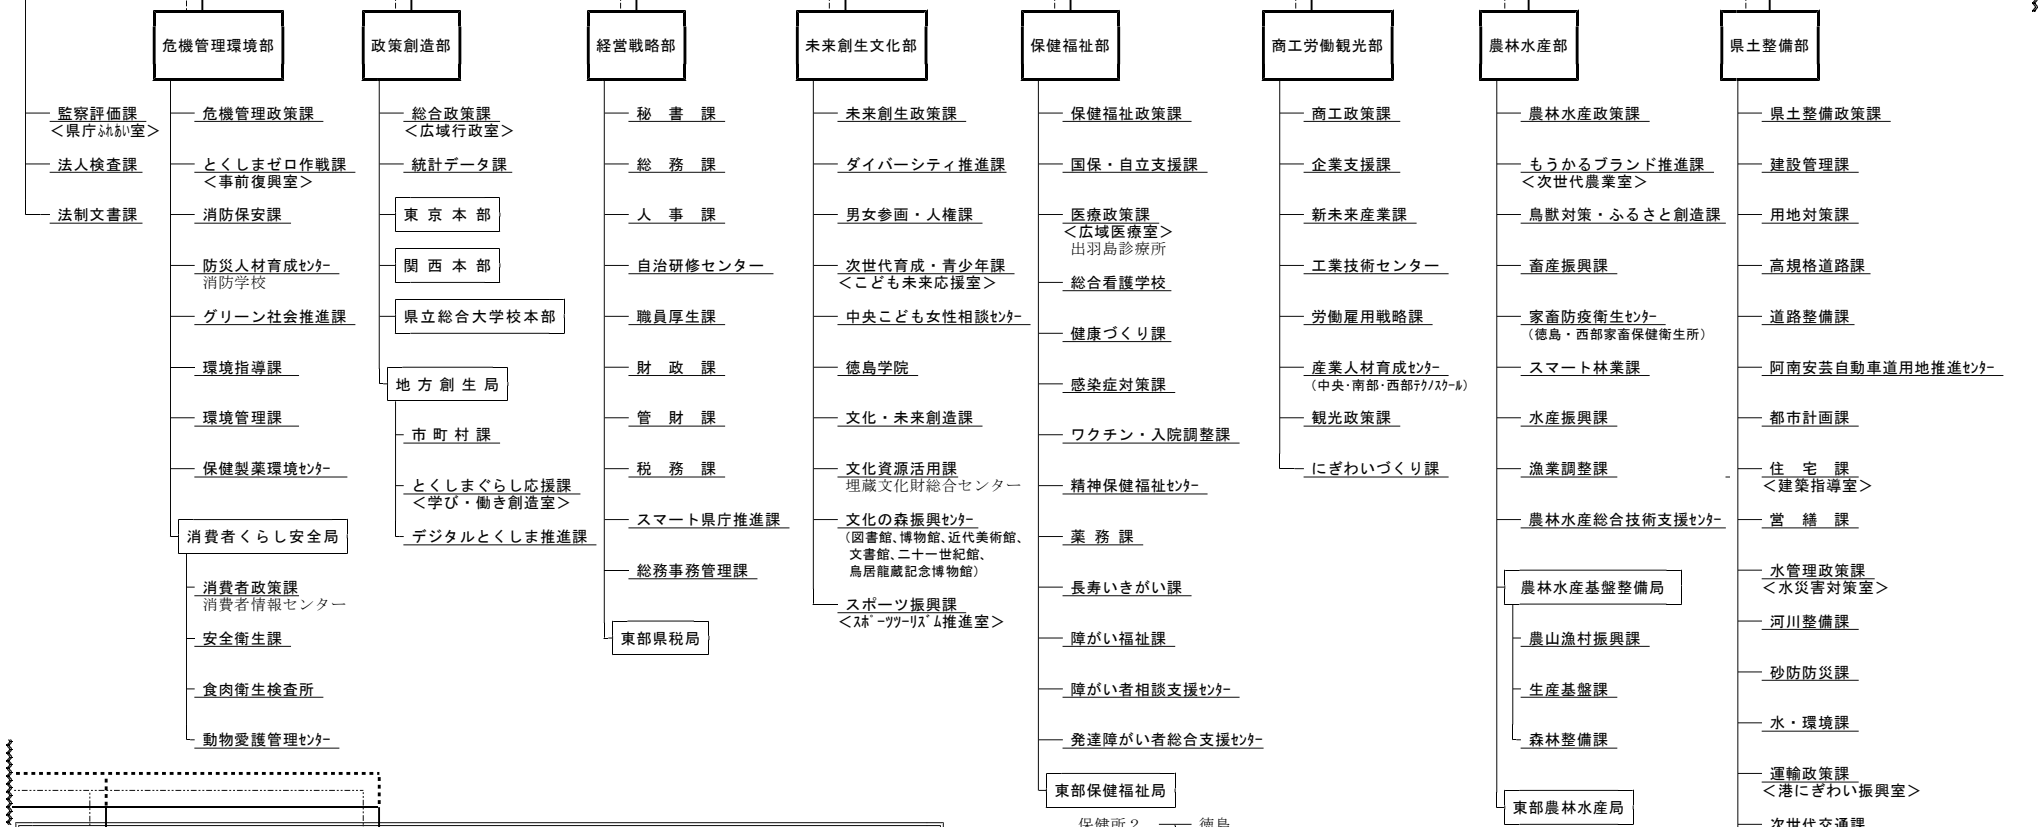 危機管理環境部
政策創造部
経営戦略部
未来創生文化部
保健福祉部
商工労働観光部
農林水産部
県土整備部
監察評価課
＜県庁ふれあい室＞
法人検査課
法制文書課
危機管理政策課
とくしまゼロ作戦課
＜事前復興室＞
消防保安課
防災人材育成ｾﾝﾀｰ
消防学校
グリーン社会推進課
環境指導課
環境管理課
保健製薬環境ｾﾝﾀｰ
消費者くらし安全局
消費者政策課
消費者情報センター
安全衛生課
食肉衛生検査所
動物愛護管理ｾﾝﾀｰ
総合政策課
＜広域行政室＞
統計データ課
東京本部
関西本部
県立総合大学校本部
地方創生局
市町村課
とくしまぐらし応援課
＜学び・働き創造室＞
デジタルとくしま推進課
秘　書　課
総　務　課
人　事　課
自治研修センター
職員厚生課
財　政　課
管　財　課
税　務　課
スマート県庁推進課
総務事務管理課
東部県税局
未来創生政策課
ダイバーシティ推進課
男女参画・人権課
次世代育成・青少年課
＜こども未来応援室＞
中央こども女性相談ｾﾝﾀｰ
徳島学院
文化・未来創造課
文化資源活用課
埋蔵文化財総合センター
文化の森振興ｾﾝﾀｰ
（図書館、博物館、近代美術館、
文書館、二十一世紀館、
鳥居龍蔵記念博物館）
スポーツ振興課
＜ｽﾎﾟｰﾂﾂｰﾘｽﾞﾑ推進室＞
保健福祉政策課
国保・自立支援課
医療政策課
＜広域医療室＞
出羽島診療所
総合看護学校
健康づくり課
感染症対策課
ワクチン・入院調整課
精神保健福祉ｾﾝﾀｰ
薬務課
長寿いきがい課
障がい福祉課
障がい者相談支援ｾﾝﾀｰ
発達障がい者総合支援ｾﾝﾀｰ
東部保健福祉局
保健所２　徳島
商工政策課
企業支援課
新未来産業課
工業技術センター
労働雇用戦略課
産業人材育成ｾﾝﾀｰ
（中央・南部・西部ﾃｸﾉｽｸｰﾙ）
観光政策課
にぎわいづくり課
農林水産政策課
もうかるブランド推進課
＜次世代農業室＞
鳥獣対策・ふるさと創造課
畜産振興課
家畜防疫衛生ｾﾝﾀｰ
（徳島・西部家畜保健衛生所）
スマート林業課
水産振興課
漁業調整課
農林水産総合技術支援ｾﾝﾀｰ
農林水産基盤整備局
農山漁村振興課
生産基盤課
森林整備課
東部農林水産局
県土整備政策課
建設管理課
用地対策課
高規格道路課
道路整備課
阿南安芸自動車道用地推進ｾﾝﾀｰ
都市計画課
住　宅　課
＜建築指導室＞
営　繕　課
水管理政策課
＜水災害対策室＞
河川整備課
砂防防災課
水・環境課
運輸政策課
＜港にぎわい振興室＞
次世代交通課